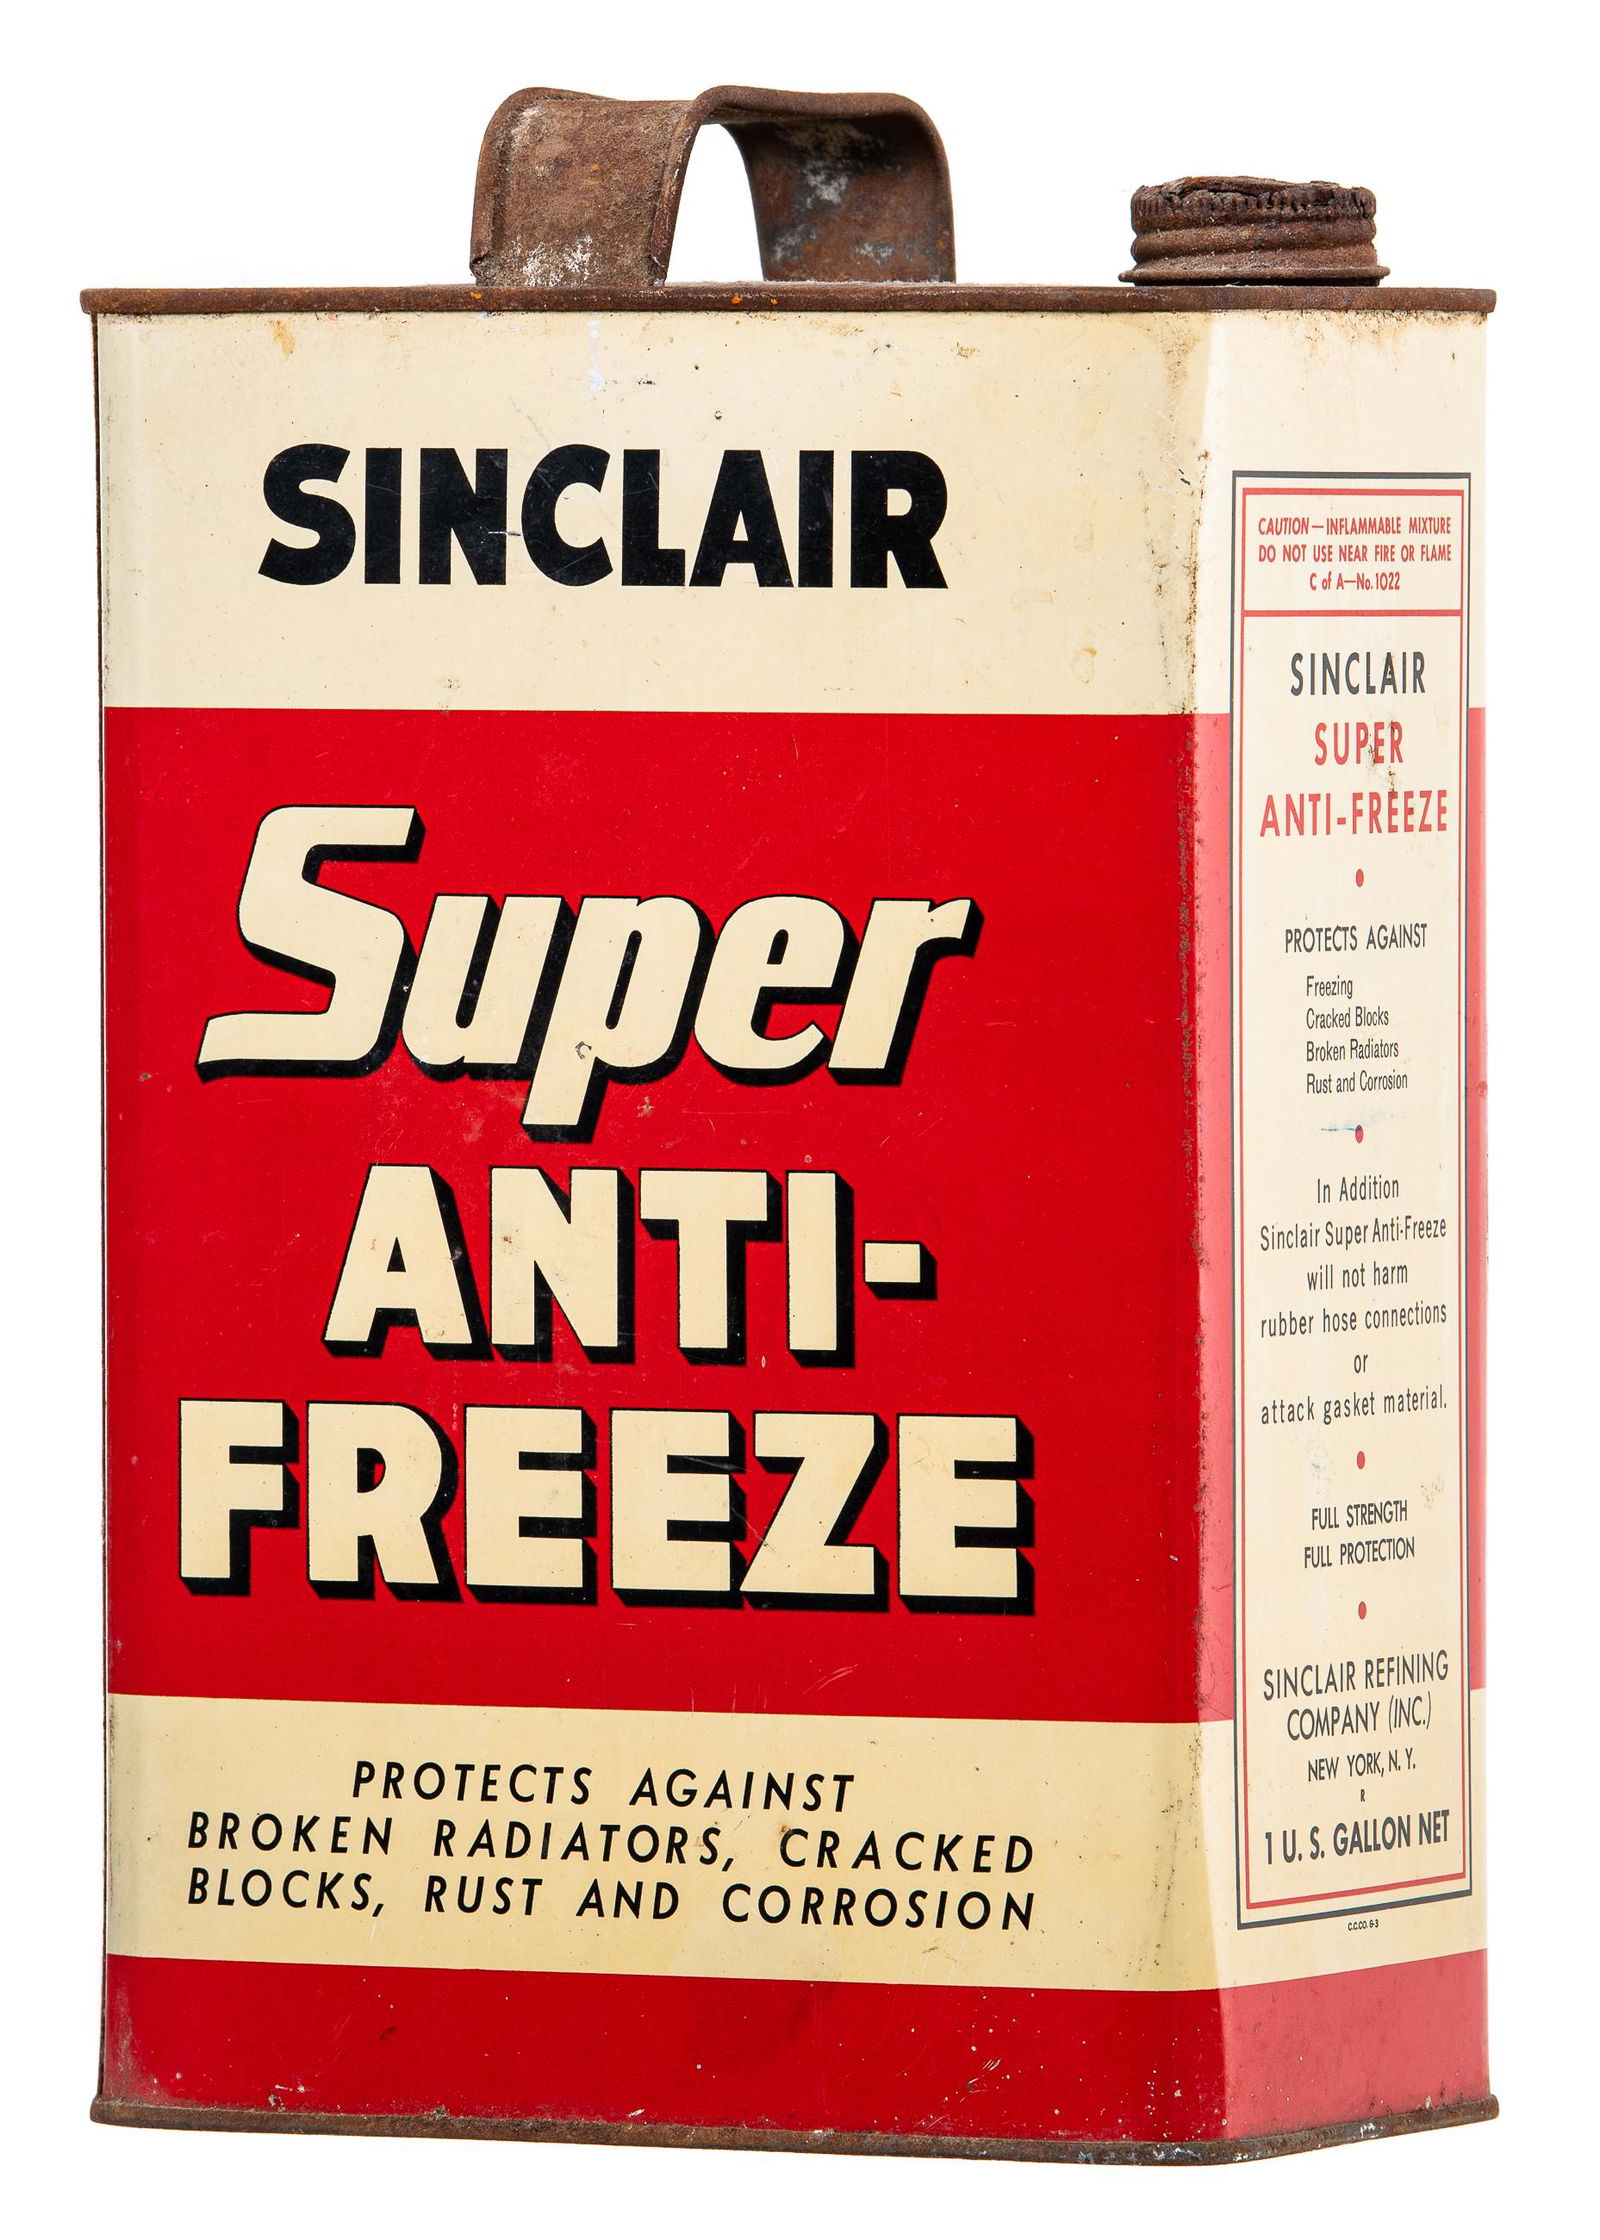 SINCLAIR
Super
ANTI-
FREEZE
PROTECTS AGAINST
BROKEN RADIATORS, CRACKED
BLOCKS, RUST AND CORROSION
CAUTION—INFLAMMABLE MIXTURE
DO NOT USE NEAR FIRE OR FLAME
C of A—No. 1022
SINCLAIR
SUPER
ANTI-FREEZE
PROTECTS AGAINST
Freezing
Cracked Blocks
Broken Radiators
Rust and Corrosion
In Addition
Sinclair Super Anti-Freeze
will not harm
rubber hose connections
or
attack gasket material.
FULL STRENGTH
FULL PROTECTION
SINCLAIR REFINING
COMPANY (INC.)
NEW YORK, N. Y.
R
1 U. S. GALLON NET
C.C.CO. 6-3